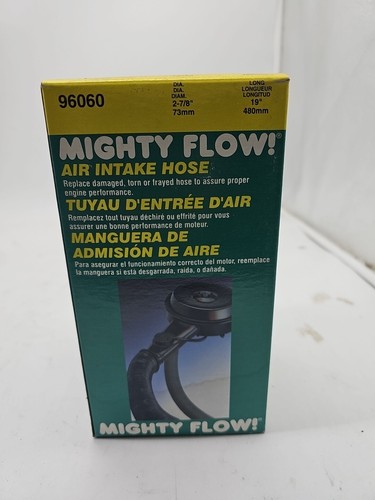 96060
DIA.
DIA.
DIAM.
2-7/8"
73mm
LONG
LONGUEUR
LONGITUD
19"
480mm
MIGHTY FLOW!®
AIR INTAKE HOSE
Replace damaged, torn or frayed hose to assure proper
engine performance.
TUYAU D'ENTRÉE D'AIR
Remplacez tout tuyau déchiré ou effrité pour vous
assurer une bonne performance de moteur.
MANGUERA DE
ADMISIÓN DE AIRE
Para asegurar el funcionamiento correcto del motor, reemplece
la manguera si está desgarrada, raida, o dañada.
MIGHTY FLOW!®